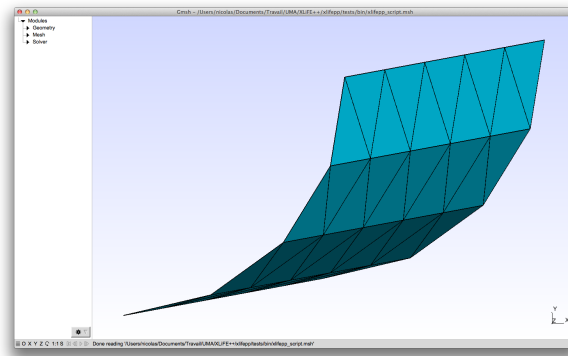 Gmsh - /Users/nicolas/Documents/Travail/UMA/XLIFE++/xlifepp/tests/bin/xlifepp_script.msh
Modules
Geometry
Mesh
Solver
Y
Z X
O X Y Z 1:1 S Done reading '/Users/nicolas/Documents/Travail/UMA/XLIFE++/xlifepp/tests/bin/xlifepp_script.msh'